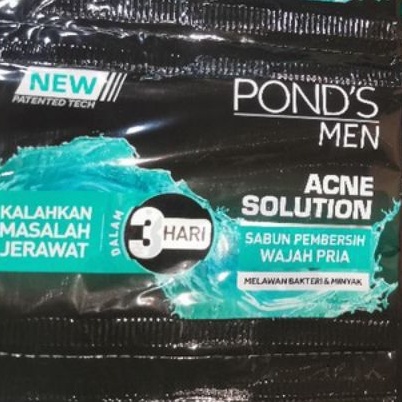 NEW
PATENTED TECH
POND'S
MEN
ACNE
SOLUTION
KALAHKAN
MASALAH
JERAWAT
DALAM
3 HARI
SABUN PEMBERSIH
WAJAH PRIA
MELAWAN BAKTERI & MINYAK